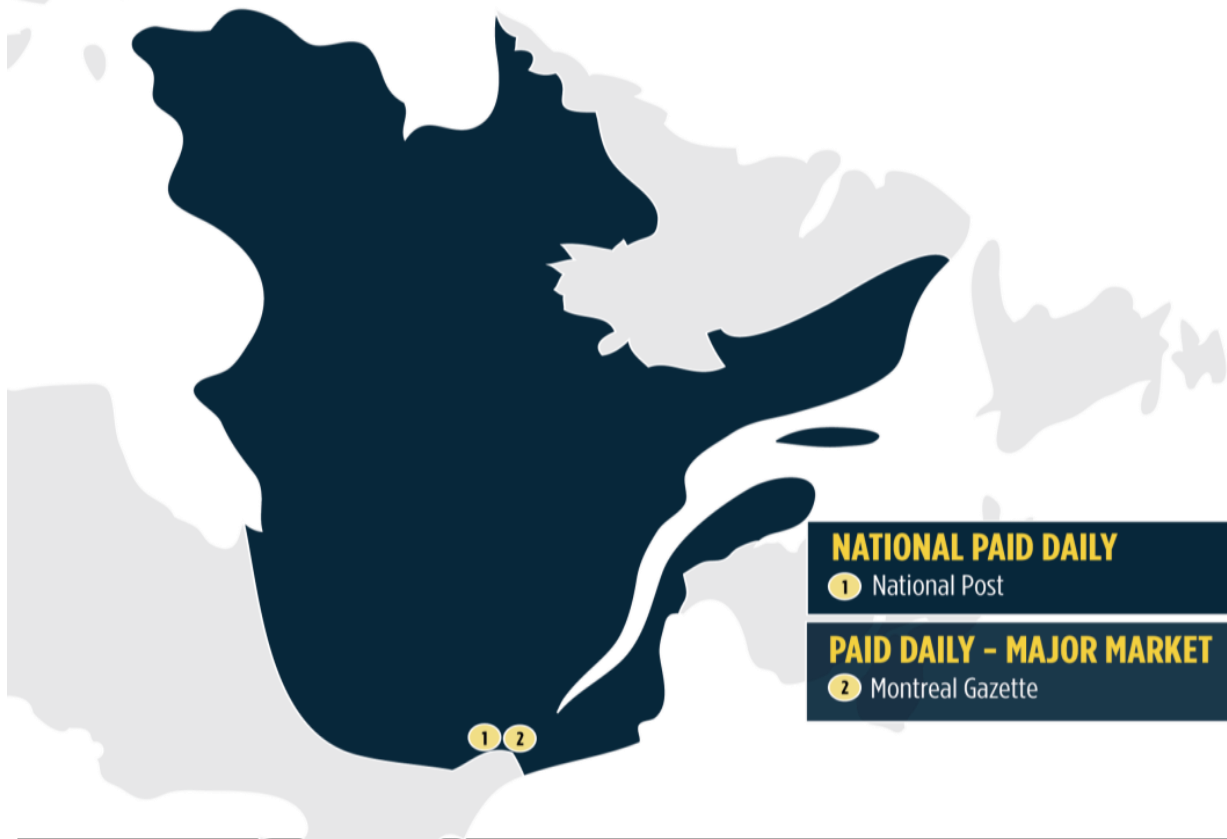 NATIONAL PAID DAILY
1 National Post
PAID DAILY – MAJOR MARKET
2 Montreal Gazette
1 2